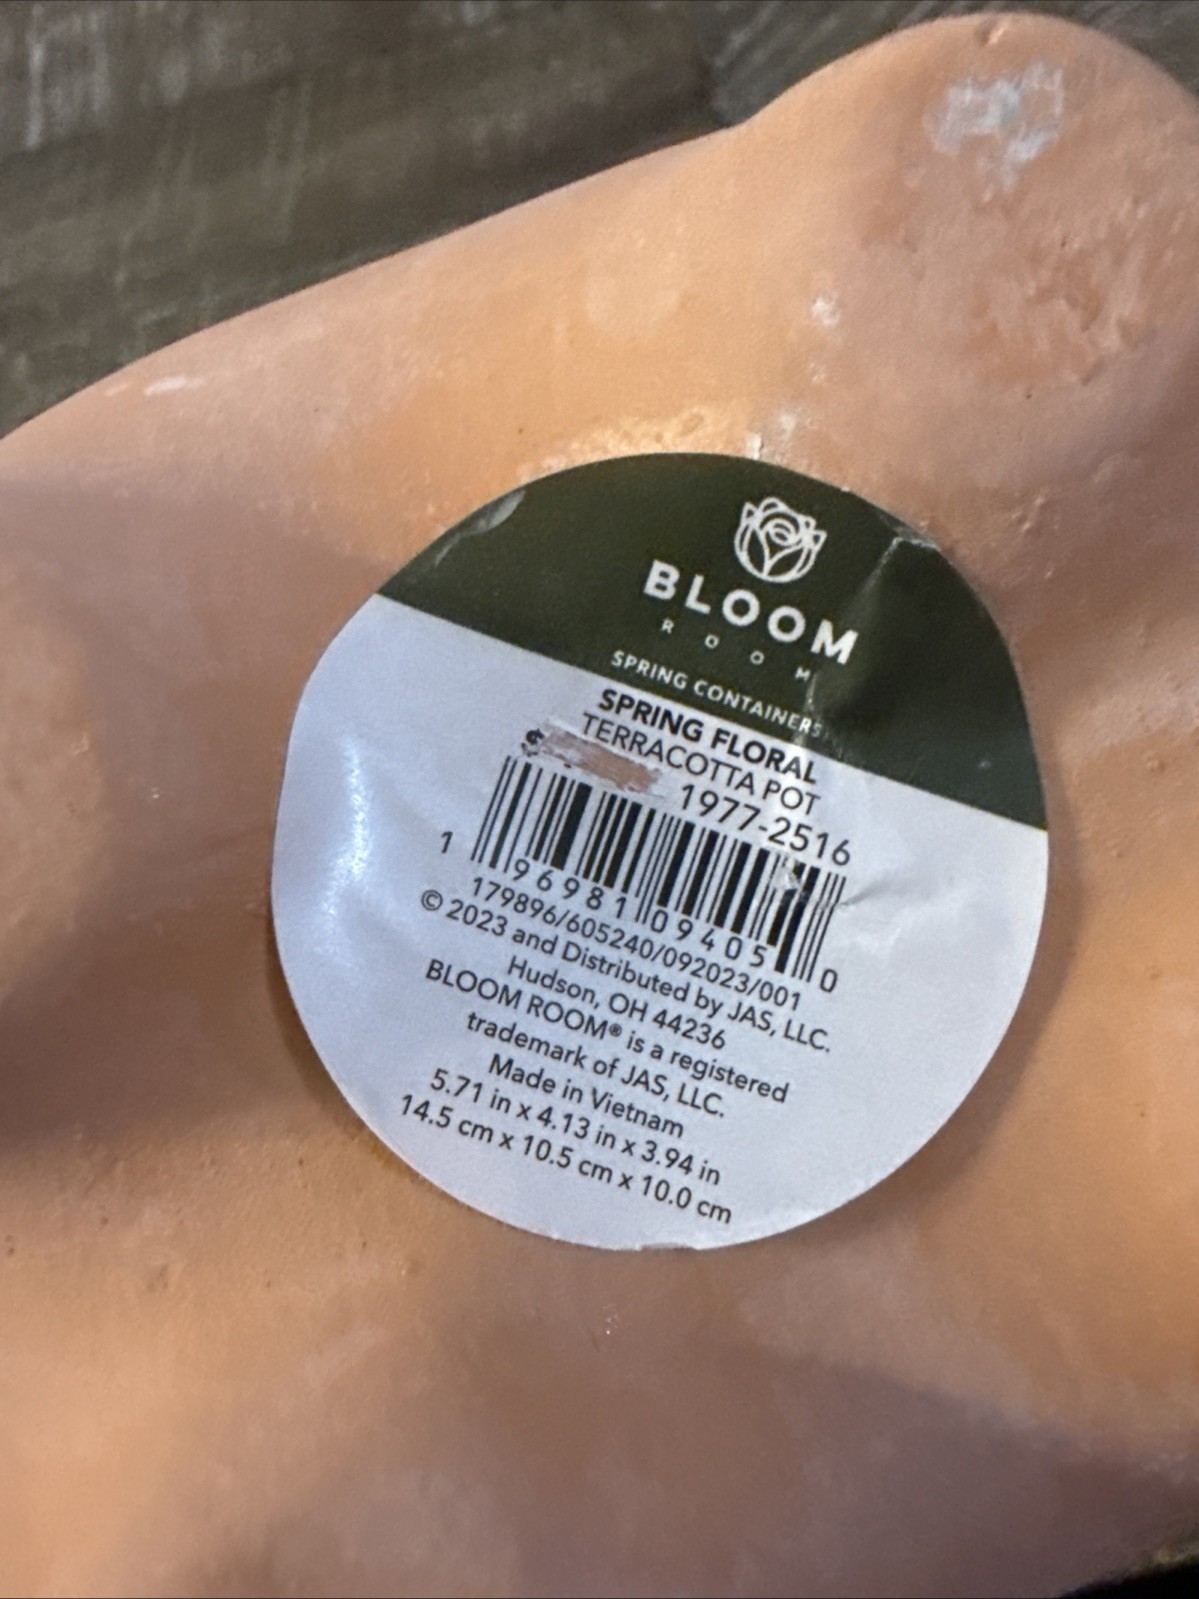 BLOOM
ROOM
SPRING CONTAINERS
SPRING FLORAL
TERRACOTTA POT
$
1977-2516
1 96981 09405 0
179896/605240/092023/001
© 2023 and Distributed by JAS, LLC.
Hudson, OH 44236
BLOOM ROOM® is a registered
trademark of JAS, LLC.
Made in Vietnam
5.71 in x 4.13 in x 3.94 in
14.5 cm x 10.5 cm x 10.0 cm